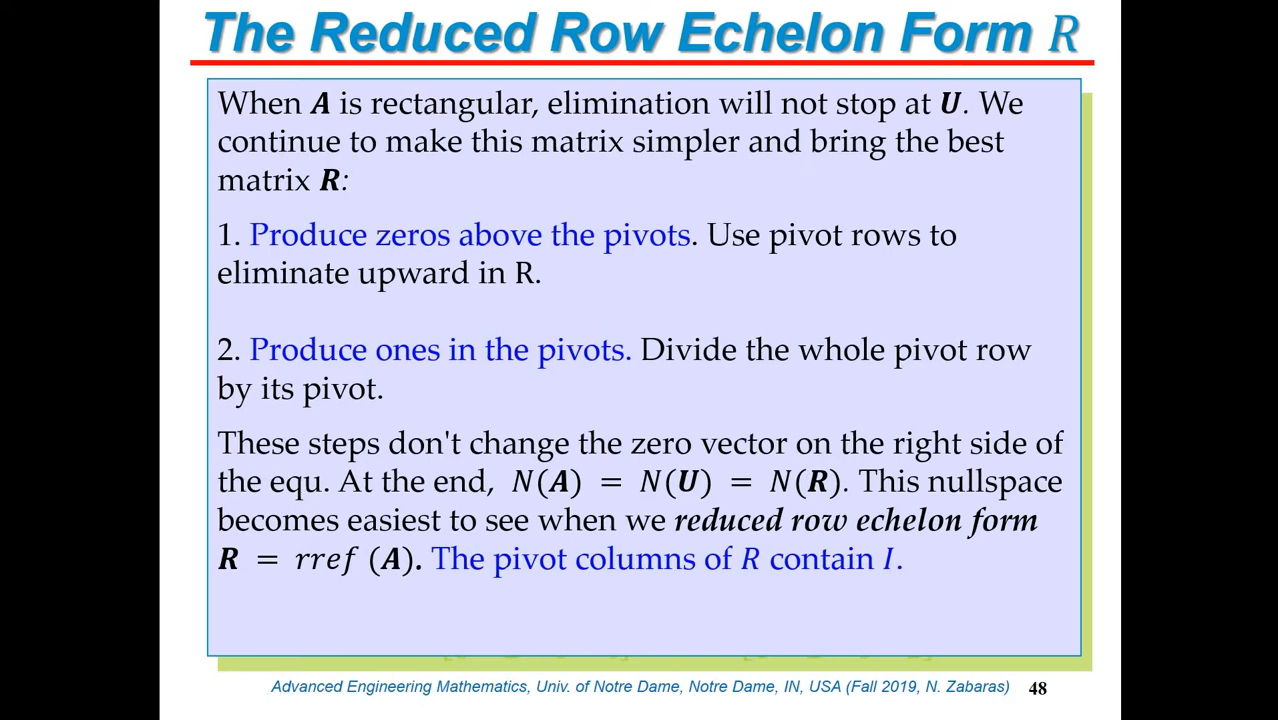 The Reduced Row Echelon Form R
When A is rectangular, elimination will not stop at U. We
continue to make this matrix simpler and bring the best
matrix R:
1. Produce zeros above the pivots. Use pivot rows to
eliminate upward in R.
2. Produce ones in the pivots. Divide the whole pivot row
by its pivot.
These steps don't change the zero vector on the right side of
the equ. At the end, N(A) = N(U) = N(R). This nullspace
becomes easiest to see when we reduced row echelon form
R = rref (A). The pivot columns of R contain I.
Advanced Engineering Mathematics, Univ. of Notre Dame, Notre Dame, IN, USA (Fall 2019, N. Zabaras) 48